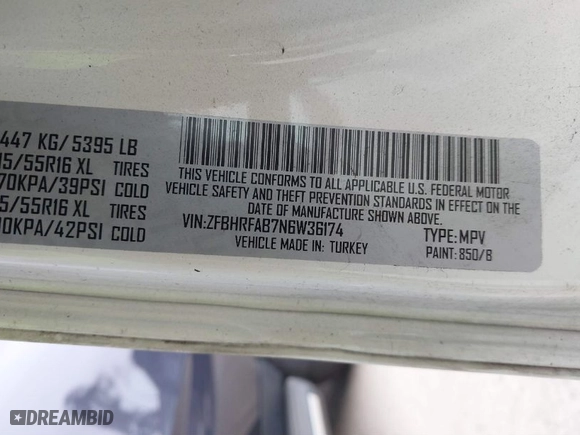 447 KG/ 5395 LB
5/55R16 XL TIRES
70KPA/39PSI COLD
5/55R16 XL TIRES
0KPA/42PSI COLD
THIS VEHICLE CONFORMS TO ALL APPLICABLE U.S. FEDERAL MOTOR
VEHICLE SAFETY AND THEFT PREVENTION STANDARDS IN EFFECT ON THE
DATE OF MANUFACTURE SHOWN ABOVE.
VIN:ZFBHRFAB7N6W36174 TYPE: MPV
VEHICLE MADE IN: TURKEY PAINT: 850/B
DREAMBID